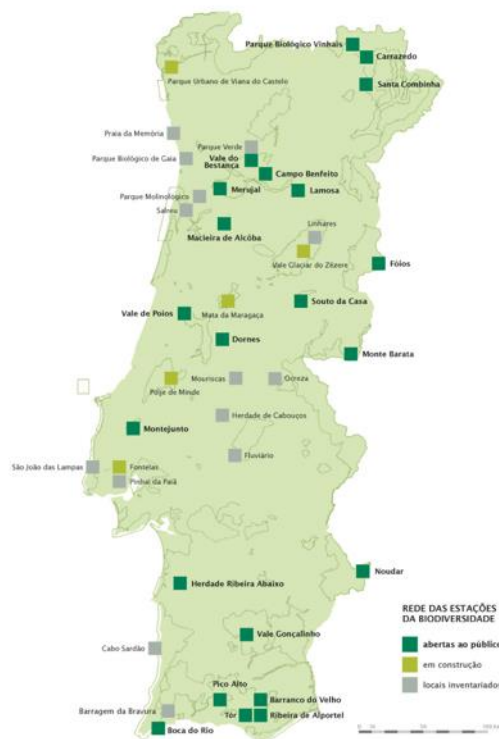 Parque Biológico Vinhais
Carrazedo
Parque Urbano de Viana do Castelo
Santa Combinha
Praia da Memória
Parque Verde
Parque Biológico de Gaia
Vale do
Bestança
Campo Benfeito
Merujal
Lamosa
Parque Molinológico
Salreu
Linhares
Macieira de Alcôba
Vale Glaciar do Zêzere
Fóios
Souto da Casa
Vale de Poios
Mata da Maragaça
Dornes
Monte Barata
Mouriscas
Ocreza
Polje de Minde
Herdade de Cabouços
Montejunto
Fluviário
São João das Lampas
Fontelas
Pinhal da Paiã
Noudar
Herdade Ribeira Abaixo
REDE DAS ESTAÇÕES
DA BIODIVERSIDADE
Vale Gonçalinho
abertas ao público
Cabo Sardão
em construção
Pico Alto
Barranco do Velho
locais inventariados
Barragem da Bravura
Tôr
Ribeira de Alportel
Boca do Rio